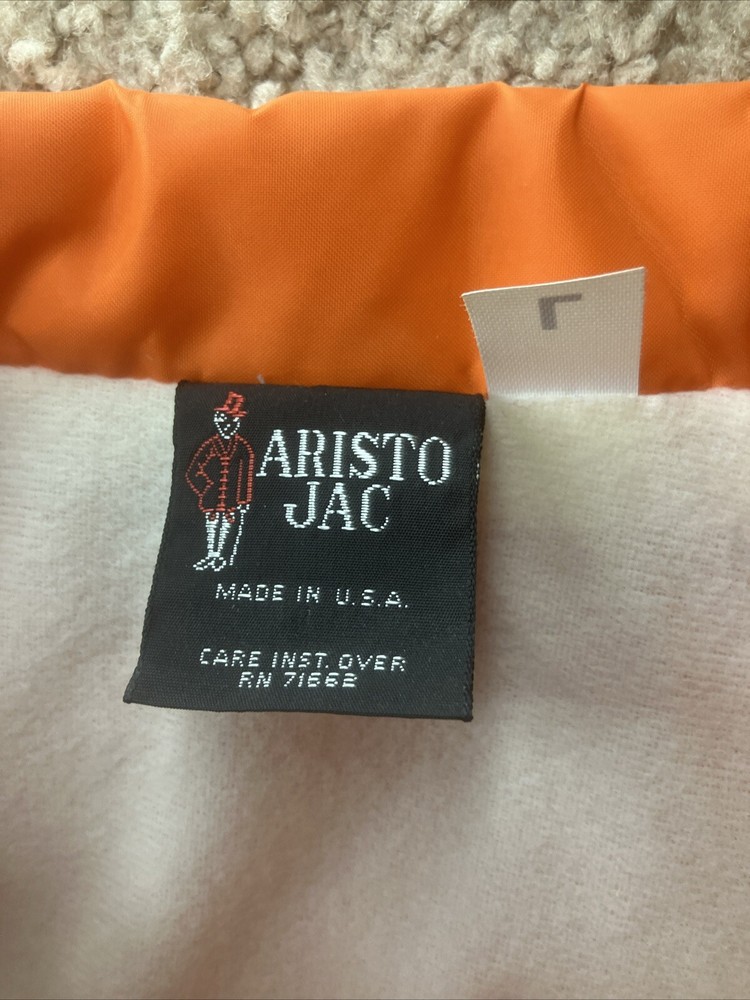 L
ARISTO
JAC
MADE IN U.S.A.
CARE INST. OVER
RN 71662